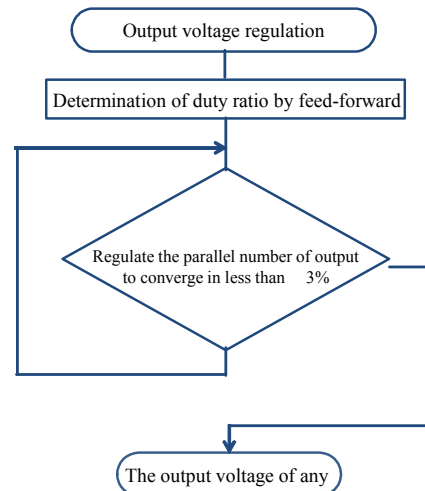 Output voltage regulation
Determination of duty ratio by feed-forward
Regulate the parallel number of output
to converge in less than 3%
The output voltage of any